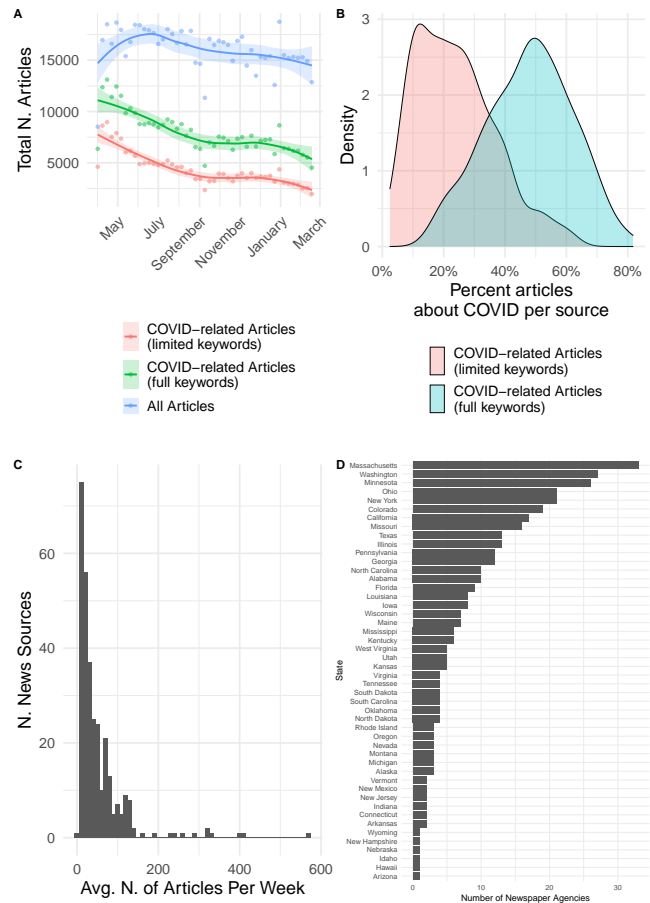 A
Total N. Articles
15000
10000
5000
May
July
September
November
January
March
COVID−related Articles
(limited keywords)
COVID−related Articles
(full keywords)
All Articles
B
Density
3
2
1
0
0%
20%
40%
60%
80%
Percent articles
about COVID per source
COVID−related Articles
(limited keywords)
COVID−related Articles
(full keywords)
C
N. News Sources
60
40
20
0
0
200
400
600
Avg. N. of Articles Per Week
D
State
Massachusetts
Washington
Minnesota
Ohio
New York
Colorado
California
Missouri
Texas
Illinois
Pennsylvania
Georgia
North Carolina
Alabama
Florida
Louisiana
Iowa
Wisconsin
Maine
Mississippi
Kentucky
West Virginia
Utah
Kansas
Virginia
Tennessee
South Dakota
South Carolina
Oklahoma
North Dakota
Rhode Island
Oregon
Nevada
Montana
Michigan
Alaska
Vermont
New Mexico
New Jersey
Indiana
Connecticut
Arkansas
Wyoming
New Hampshire
Nebraska
Idaho
Hawaii
Arizona
0
10
20
30
Number of Newspaper Agencies